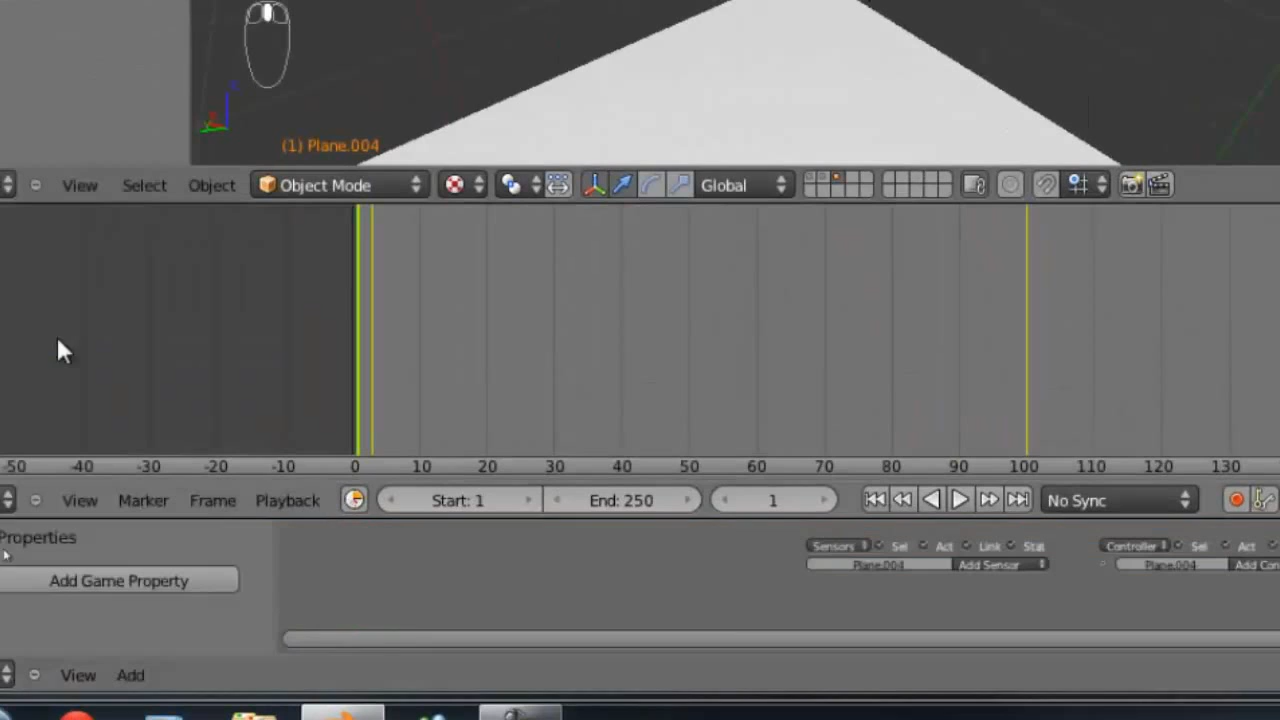 (1) Plane.004
View Select Object Object Mode Global
-50 -40 -30 -20 -10 0 10 20 30 40 50 60 70 80 90 100 110 120 130
View Marker Frame Playback Start: 1 End: 250 1 No Sync
Properties
Sensors Sel Act Link Stat Controller Sel Act
Plane.004 Add Sensor Plane.004 Add Con
Add Game Property
View Add